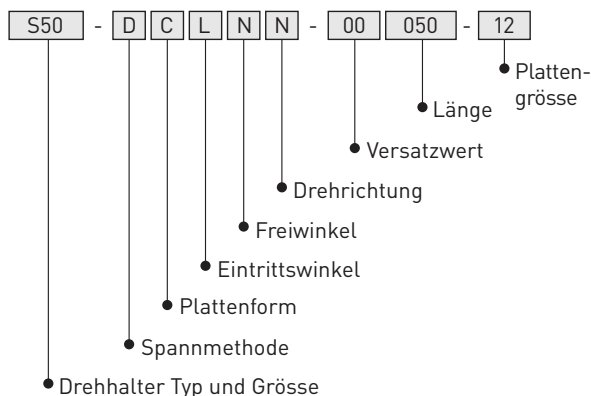 S50 - D C L N N - 00 050 - 12
Platten-
grösse
Länge
Versatzwert
Drehrichtung
Freiwinkel
Eintrittswinkel
Plattenform
Spannmethode
Drehhalter Typ und Grösse